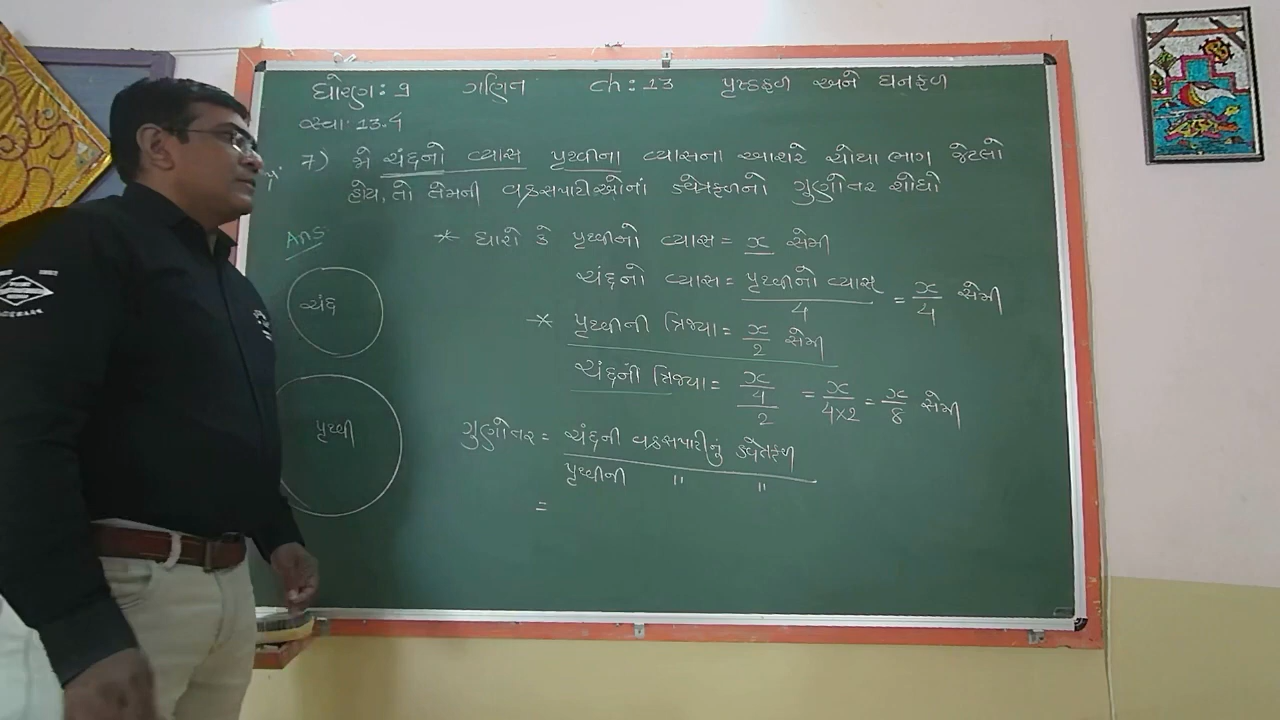 ધોરણ: 9 ગણિત ch: 13 પૃષ્ઠફળ અને ઘનફળ
સ્વા. 13.4
7) જો ચંદ્રનો વ્યાસ પૃથ્વીના વ્યાસના આશરે ચોથા ભાગ જેટલો
હોય, તો તેમની વક્રસપાટીઓનાં ક્ષેત્રફળનો ગુણોત્તર શોધો
Ans
* ધારો કે પૃથ્વીનો વ્યાસ = x સેમી
ચંદ્રનો વ્યાસ = પૃથ્વીનો વ્યાસ / 4 = x/4 સેમી
* પૃથ્વીની ત્રિજ્યા = x/2 સેમી
ચંદ્રની ત્રિજ્યા = x/4 / 2 = x/4×2 = x/8 સેમી
ગુણોત્તર = ચંદ્રની વક્રસપાટીનું ક્ષેત્રફળ / પૃથ્વીની " "
=
ચંદ્ર
પૃથ્વી